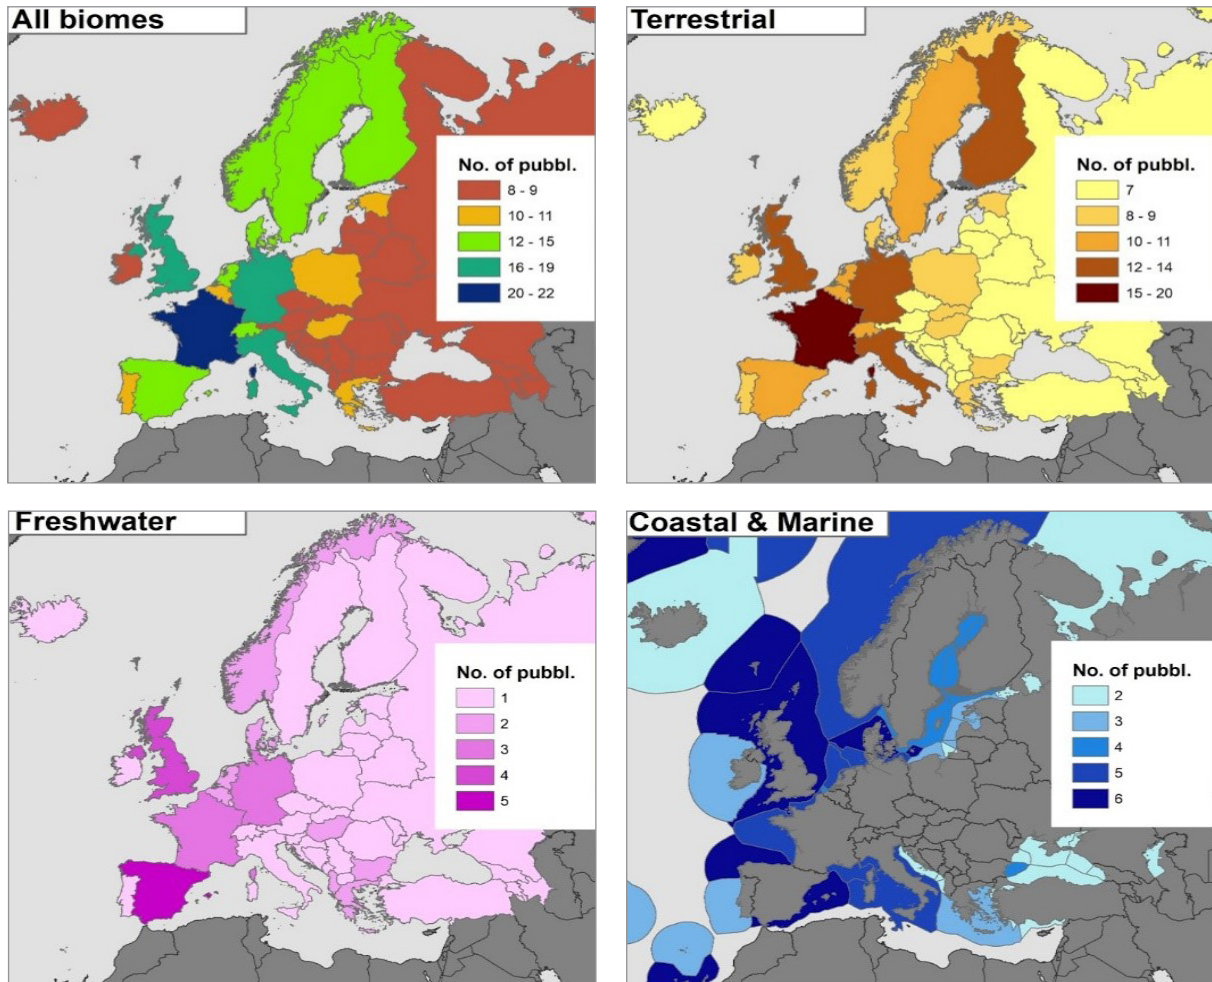 All biomes
No. of pubbl.
8 - 9
10 - 11
12 - 15
16 - 19
20 - 22
Terrestrial
No. of pubbl.
7
8 - 9
10 - 11
12 - 14
15 - 20
Freshwater
No. of pubbl.
1
2
3
4
5
Coastal & Marine
No. of pubbl.
2
3
4
5
6